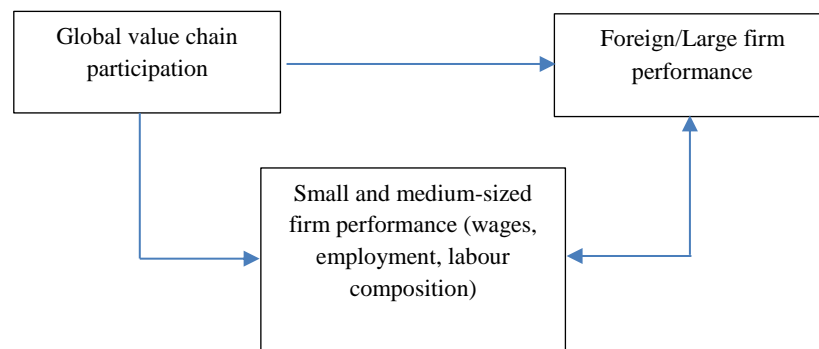 Global value chain
participation
Foreign/Large firm
performance
Small and medium-sized
firm performance (wages,
employment, labour
composition)